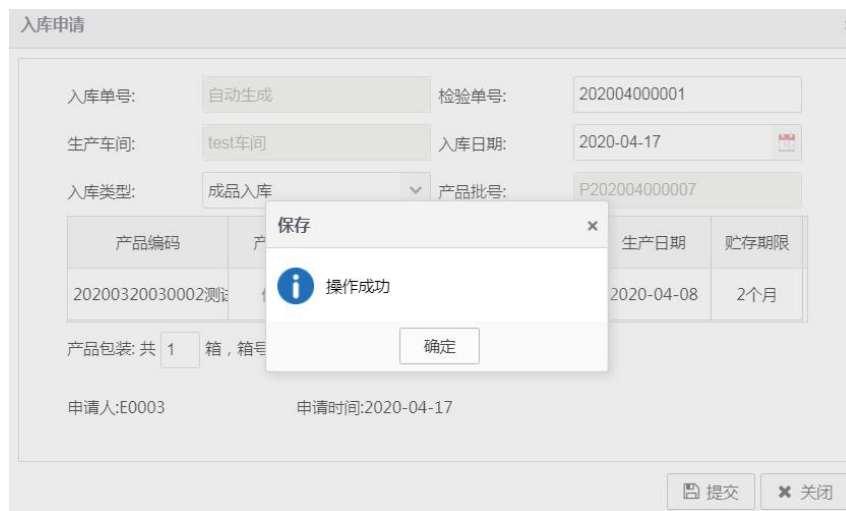 入库申请
入库单号: 自动生成 检验单号: 202004000001
生产车间: test车间 入库日期: 2020-04-17
入库类型: 成品入库 产品批号: P202004000007
保存 ×
产品编码 产 生产日期 贮存期限
操作成功
20200320030002测试 2020-04-08 2个月
确定
产品包装: 共 1 箱，箱号
申请人:E0003 申请时间:2020-04-17
提交 关闭